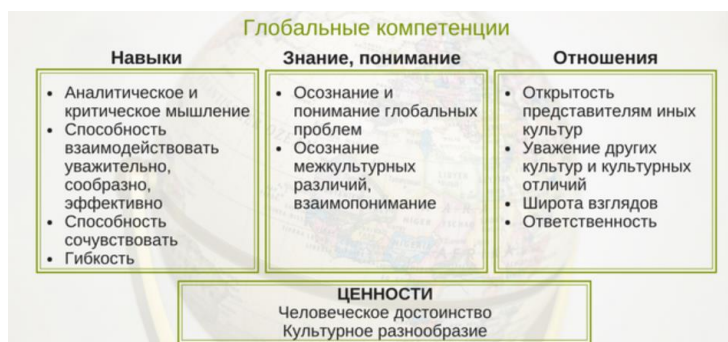 Глобальные компетенции
Навыки
• Аналитическое и
критическое мышление
• Способность
взаимодействовать
уважительно,
сообразно,
эффективно
• Способность
сочувствовать
• Гибкость
Знание, понимание
• Осознание и
понимание глобальных
проблем
• Осознание
межкультурных
различий,
взаимопонимание
Отношения
• Открытость
представителям иных
культур
• Уважение других
культур и культурных
отличий
• Широта взглядов
• Ответственность
ЦЕННОСТИ
Человеческое достоинство
Культурное разнообразие